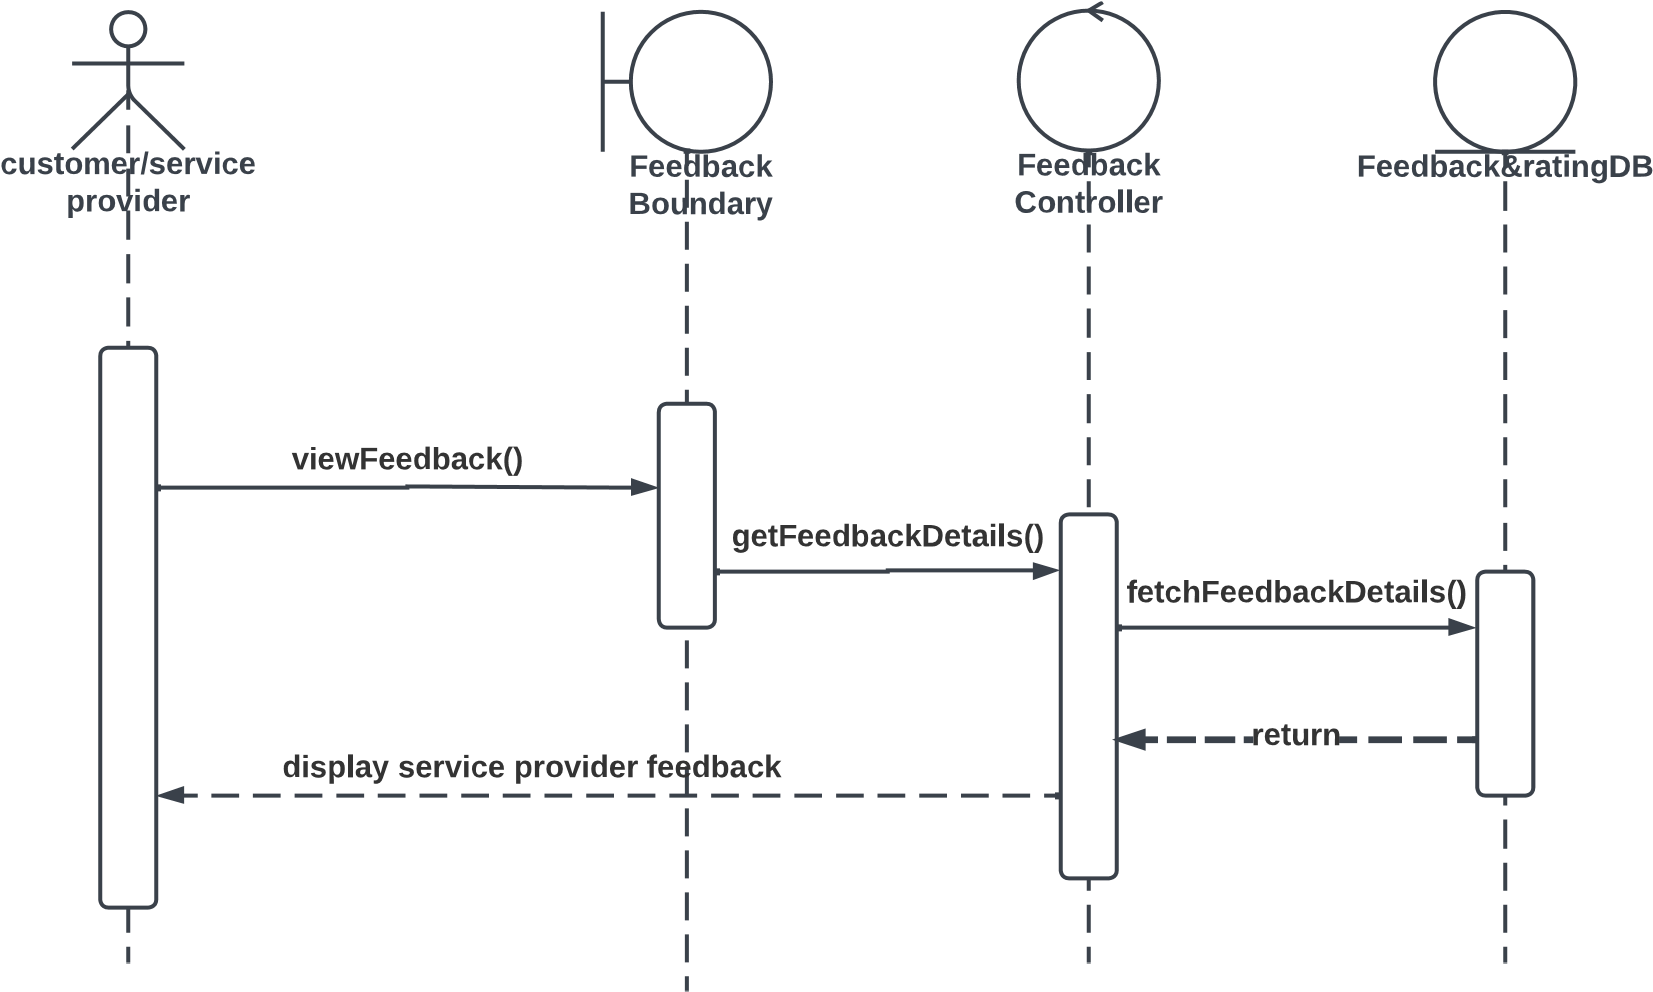 customer/service
provider
Feedback
Boundary
Feedback
Controller
Feedback&ratingDB
viewFeedback()
getFeedbackDetails()
fetchFeedbackDetails()
return
display service provider feedback